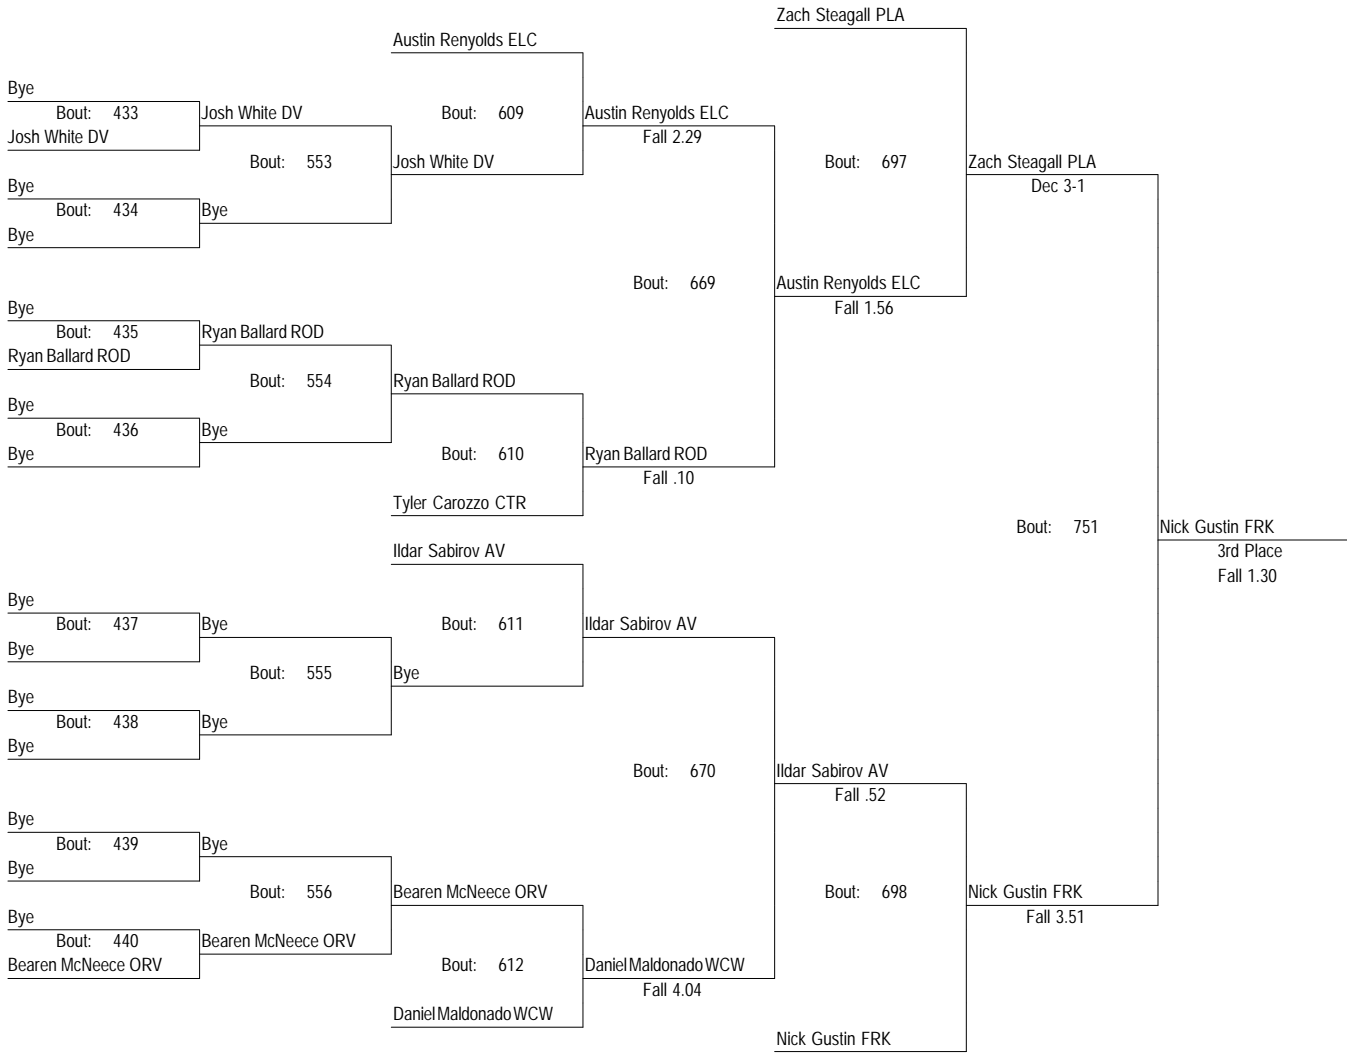 Zach Steagall PLA
Austin Renyolds ELC
Bye
Bout: 433
Josh White DV
Bout: 609
Austin Renyolds ELC
Josh White DV
Fall 2.29
Bout: 553
Josh White DV
Bout: 697
Zach Steagall PLA
Bye
Dec 3-1
Bout: 434
Bye
Bye
Bout: 669
Austin Renyolds ELC
Bye
Fall 1.56
Bout: 435
Ryan Ballard ROD
Ryan Ballard ROD
Bout: 554
Ryan Ballard ROD
Bye
Bout: 436
Bye
Bye
Bout: 610
Ryan Ballard ROD
Fall .10
Tyler Carozzo CTR
Bout: 751
Nick Gustin FRK
3rd Place
Fall 1.30
Ildar Sabirov AV
Bye
Bout: 437
Bye
Bout: 611
Ildar Sabirov AV
Bye
Bout: 555
Bye
Bye
Bout: 438
Bye
Bye
Bout: 670
Ildar Sabirov AV
Fall .52
Bye
Bout: 439
Bye
Bye
Bout: 556
Bearen McNeece ORV
Bout: 698
Nick Gustin FRK
Fall 3.51
Bye
Bout: 440
Bearen McNeece ORV
Bearen McNeece ORV
Bout: 612
Daniel Maldonado WCW
Fall 4.04
Daniel Maldonado WCW
Nick Gustin FRK